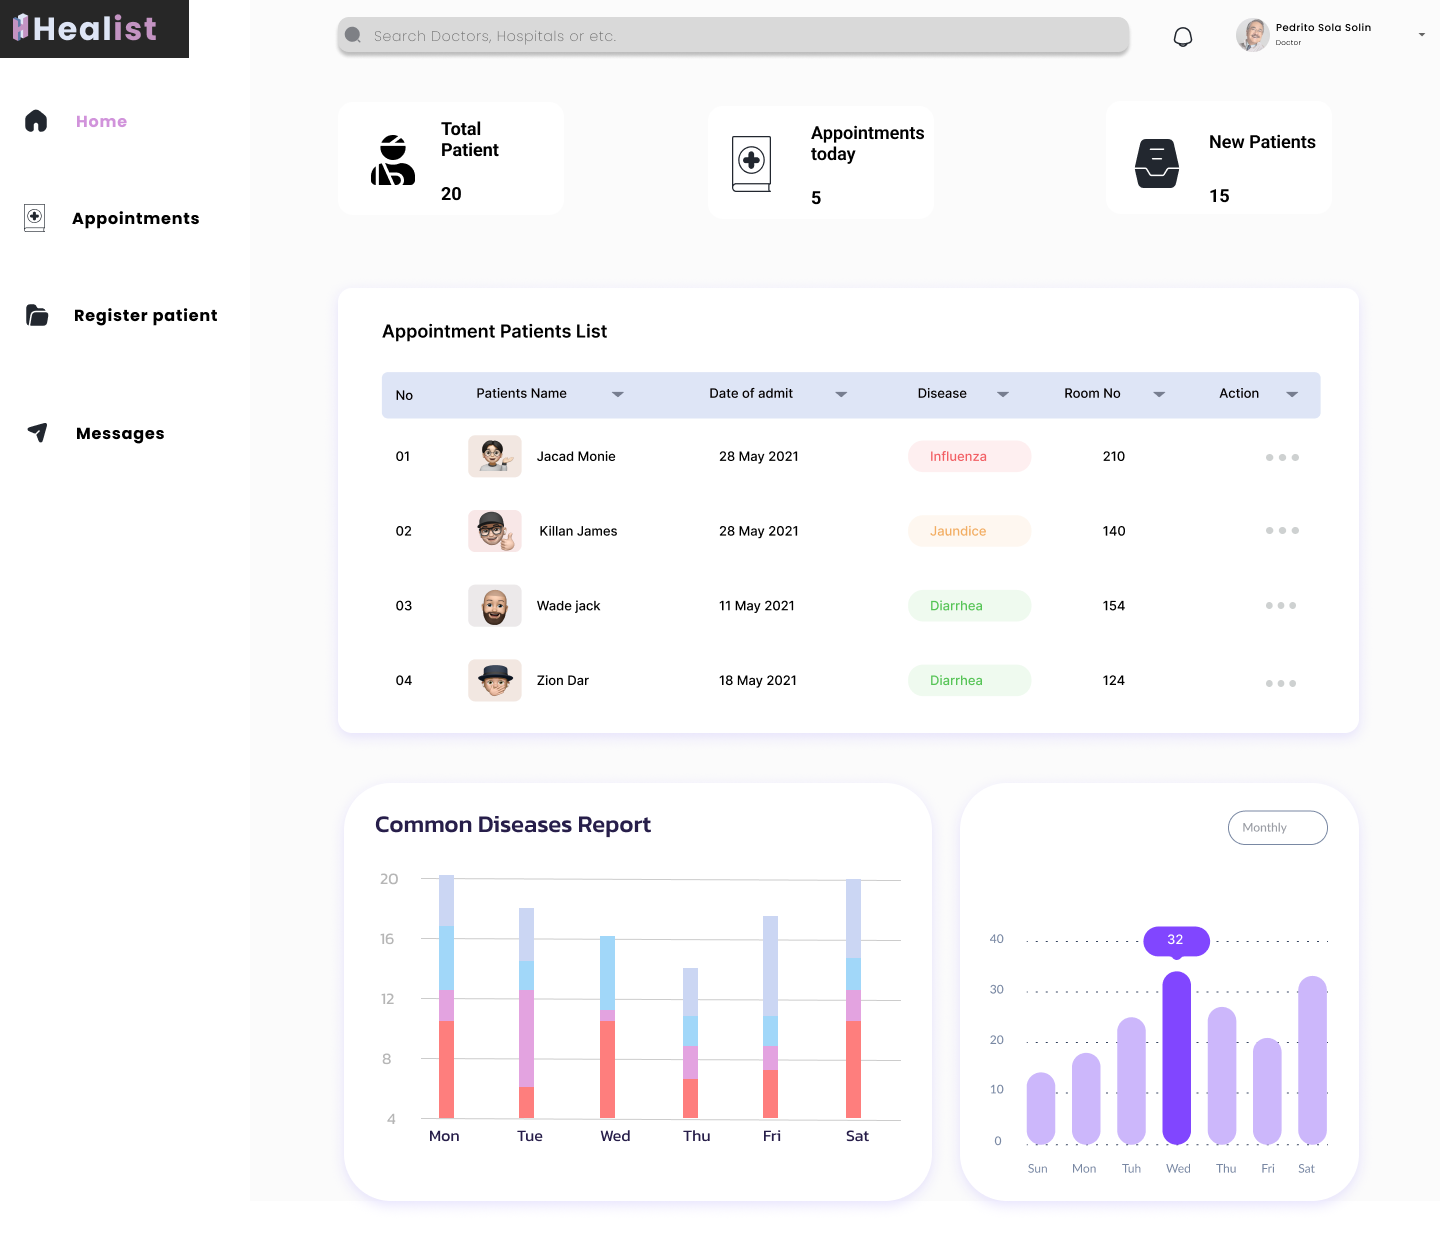 Healist
Search Doctors, Hospitals or etc.
Pedrito Sola Solin
Doctor
Home
Appointments
Register patient
Messages
Total
Patient
20
Appointments
today
5
New Patients
15
Appointment Patients List
No Patients Name Date of admit Disease Room No Action
01 Jacad Monie 28 May 2021 Influenza 210
02 Killan James 28 May 2021 Jaundice 140
03 Wade jack 11 May 2021 Diarrhea 154
04 Zion Dar 18 May 2021 Diarrhea 124
Common Diseases Report
20
16
12
8
4
Mon Tue Wed Thu Fri Sat
Monthly
32
40
30
20
10
0
Sun Mon Tuh Wed Thu Fri Sat